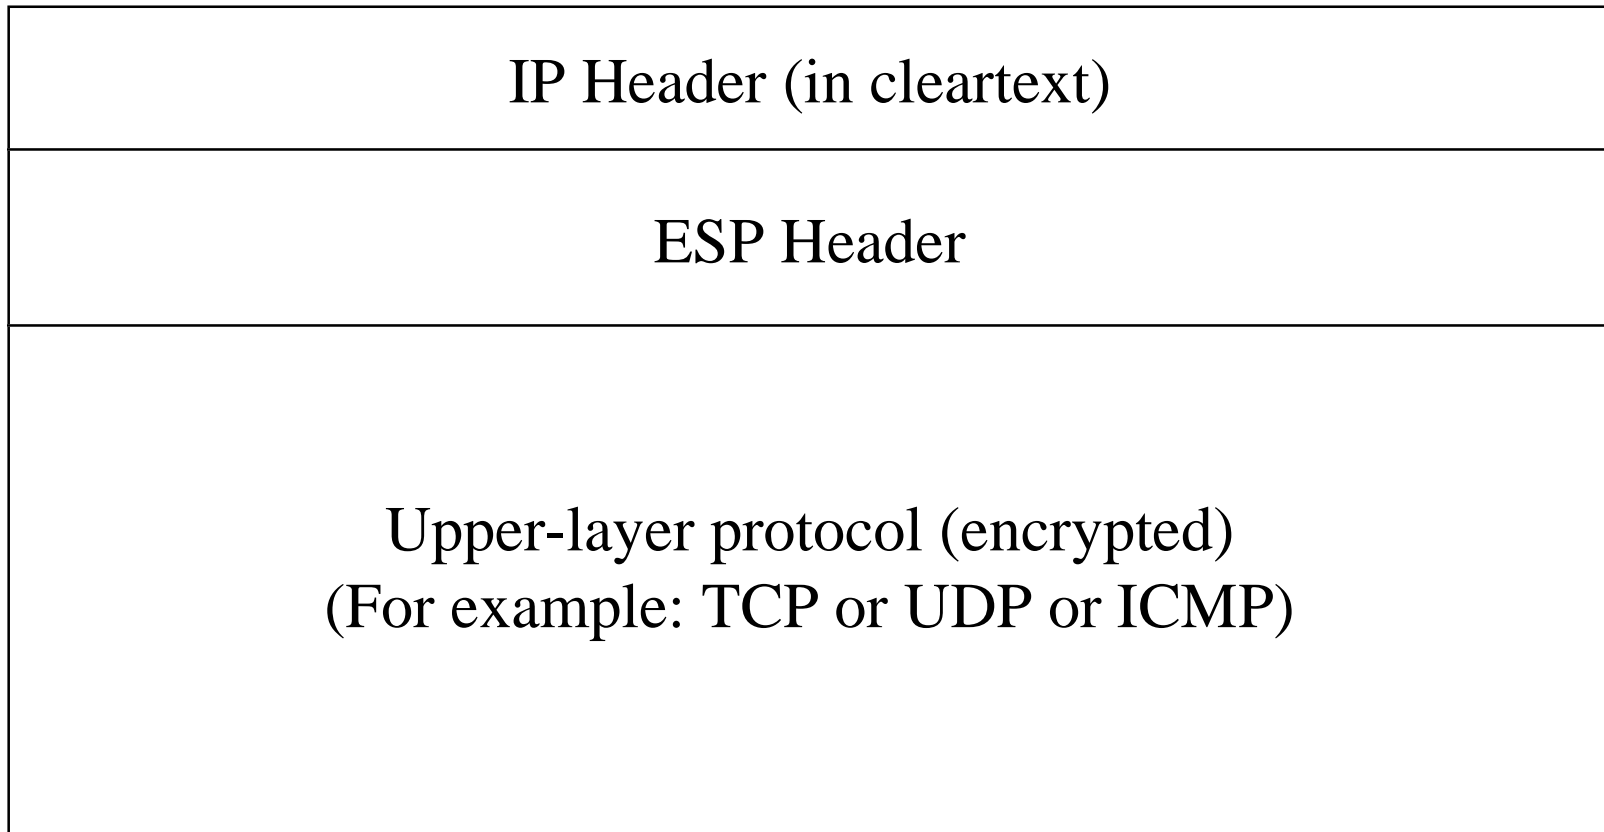 IP Header (in cleartext)
ESP Header
Upper-layer protocol (encrypted)
(For example: TCP or UDP or ICMP)